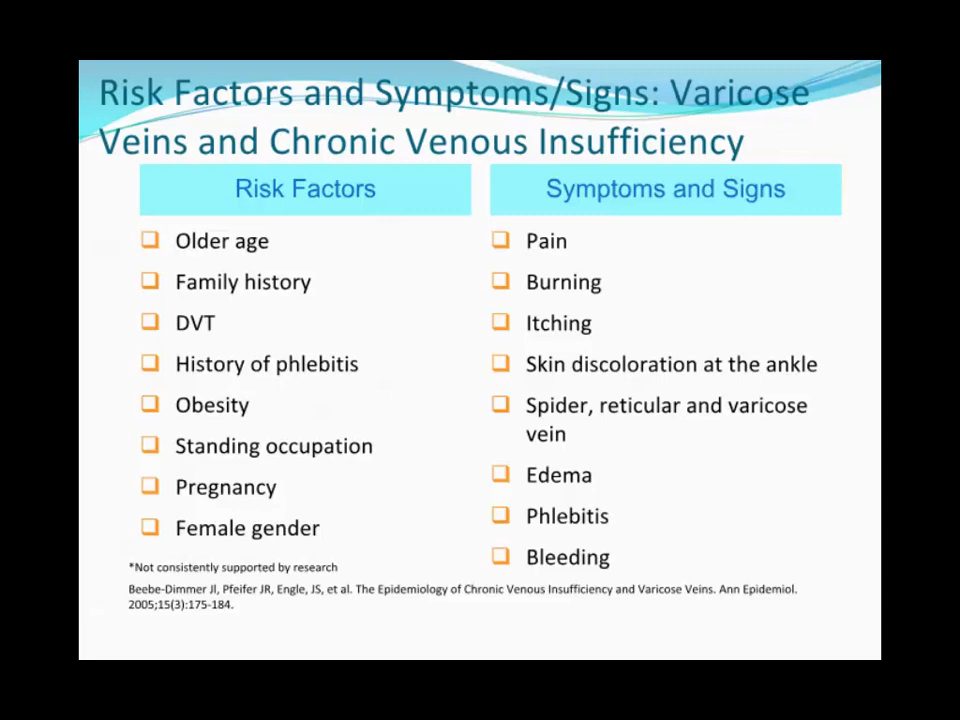 Risk Factors and Symptoms/Signs: Varicose
Veins and Chronic Venous Insufficiency
Risk Factors
Older age
Family history
DVT
History of phlebitis
Obesity
Standing occupation
Pregnancy
Female gender
Symptoms and Signs
Pain
Burning
Itching
Skin discoloration at the ankle
Spider, reticular and varicose
vein
Edema
Phlebitis
Bleeding
*Not consistently supported by research
Beebe-Dimmer JI, Pfeifer JR, Engle, JS, et al. The Epidemiology of Chronic Venous Insufficiency and Varicose Veins. Ann Epidemiol.
2005;15(3):175-184.